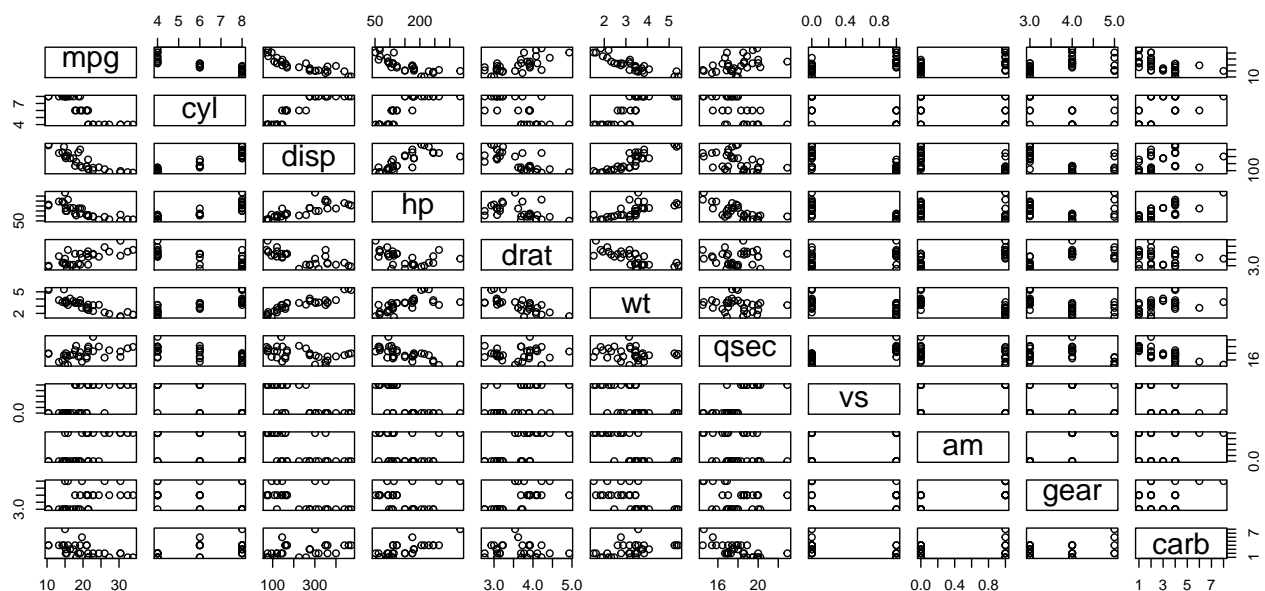 4 5 6 7 8 50 200 2 3 4 5 0.0 0.4 0.8 3.0 4.0 5.0
mpg 10
4 7 cyl
disp 100
50 hp
drat 3.0
2 5 wt
qsec 16
0.0 vs
am 0.0
3.0 gear
carb 1 7
10 20 30 100 300 3.0 4.0 5.0 16 20 0.0 0.4 0.8 1 3 5 7